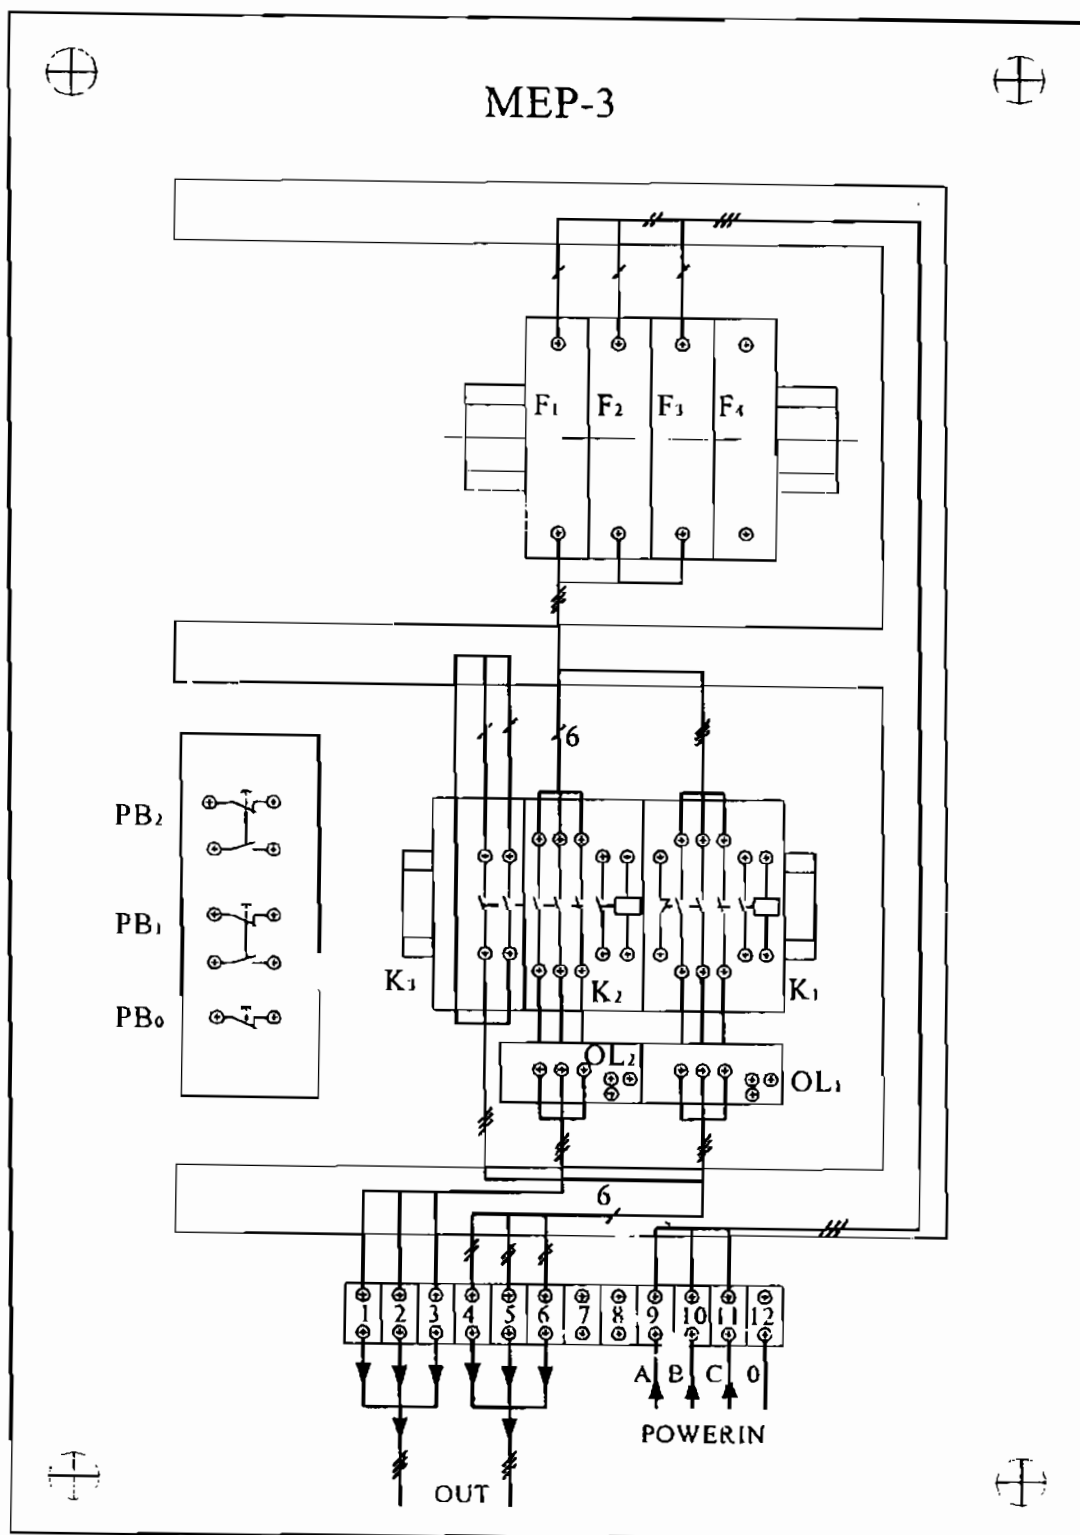 MEP-3
F₁ F₂ F₃ F₄
6
PB₂
PB₁
K₃ K₂ K₁
PB₀
OL₂
OL₁
6
1 2 3 4 5 6 7 8 9 10 11 12
A B C 0
POWERIN
OUT